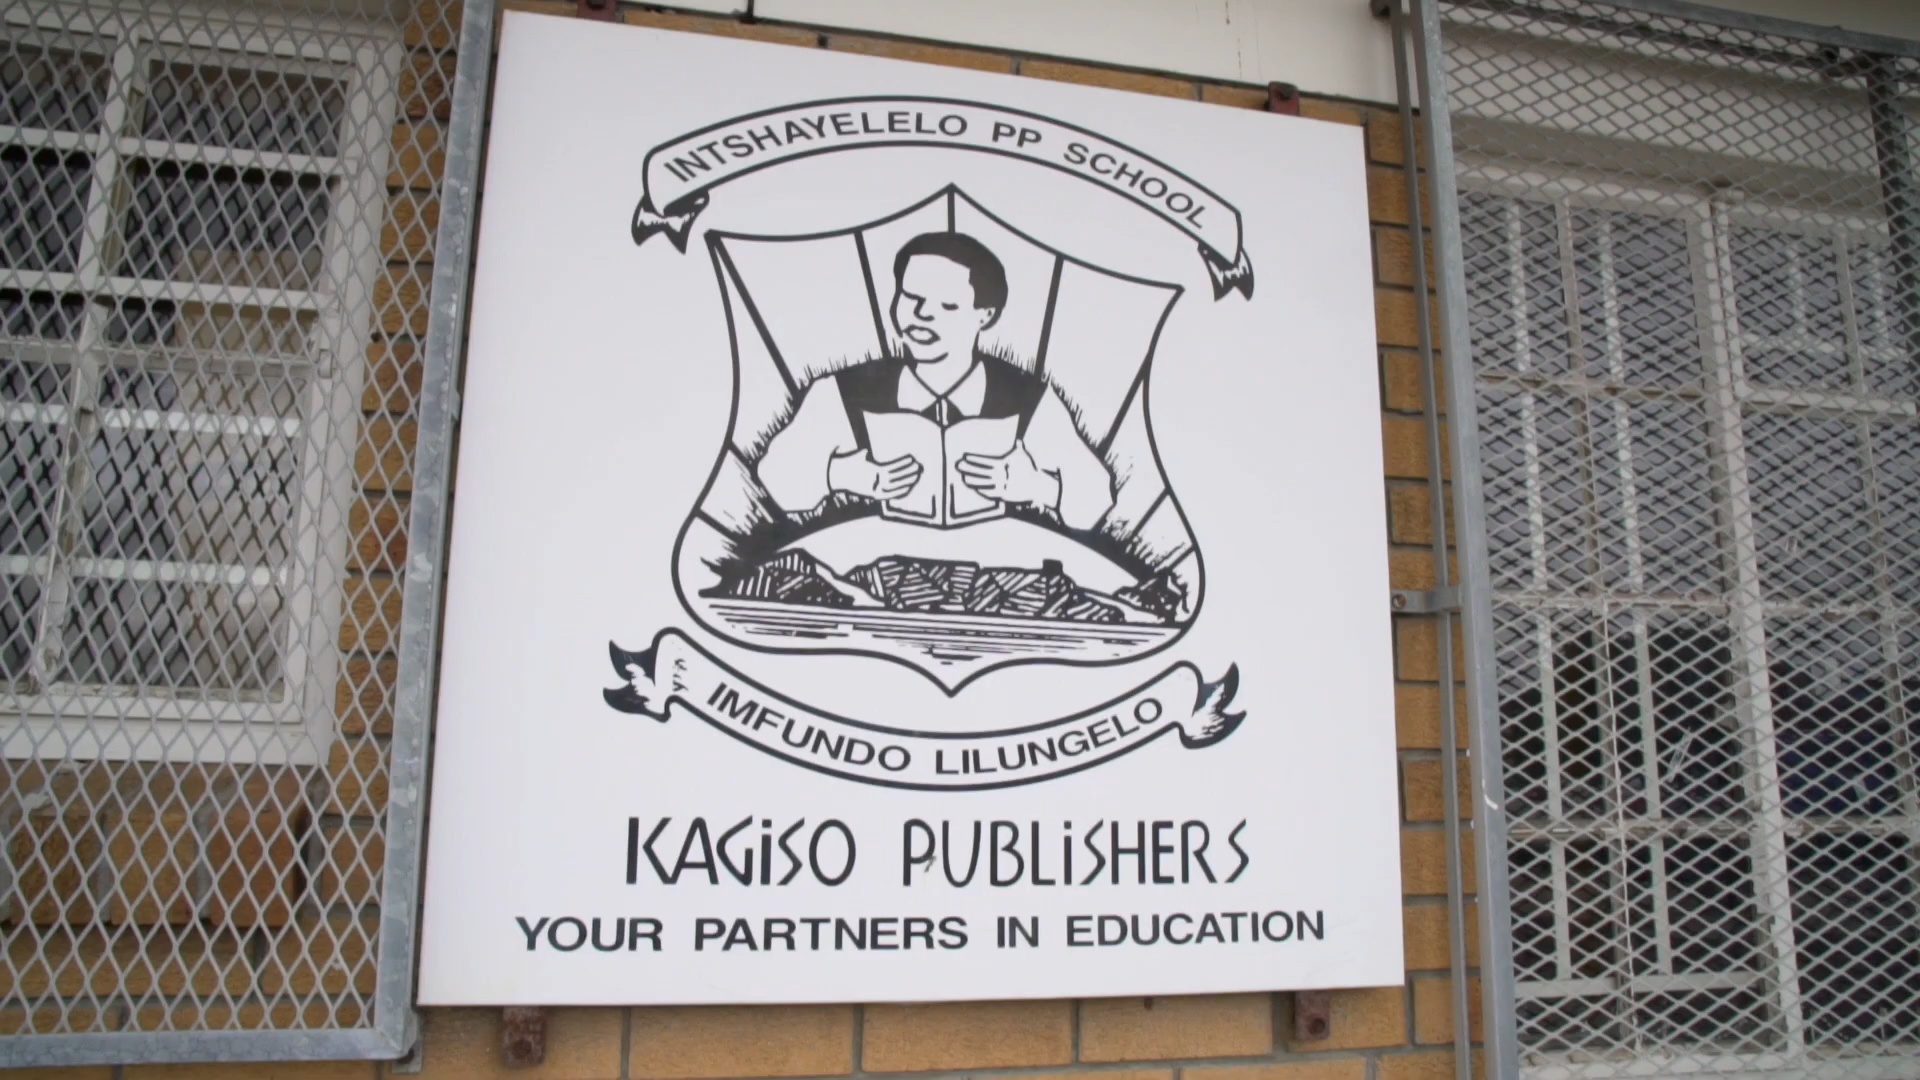 INTSHAYELELO PP SCHOOL
IMFUNDO LILUNGELO
KAGiSO PUBLiSHERS
YOUR PARTNERS IN EDUCATION